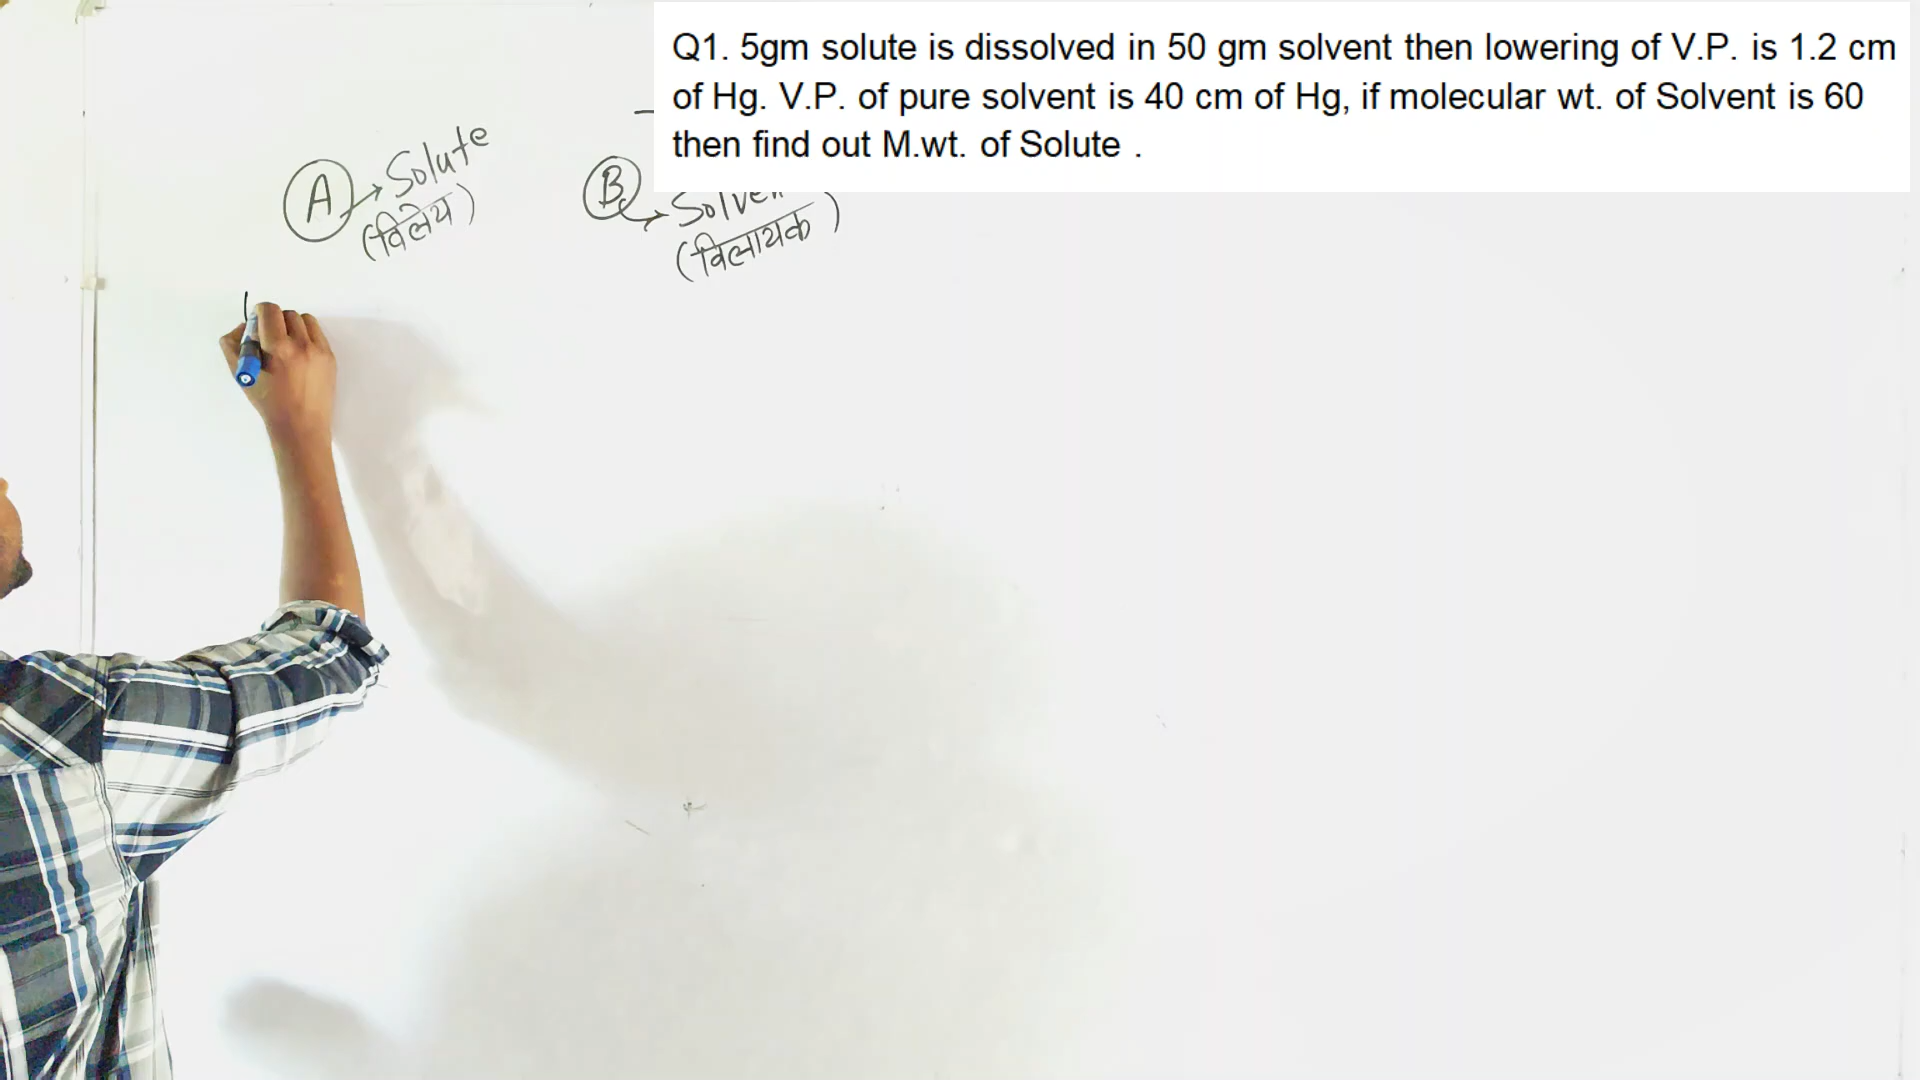 Q1. 5gm solute is dissolved in 50 gm solvent then lowering of V.P. is 1.2 cm
of Hg. V.P. of pure solvent is 40 cm of Hg, if molecular wt. of Solvent is 60
then find out M.wt. of Solute .
A → Solute
(विलेय)
B → Solven
(विलायक)